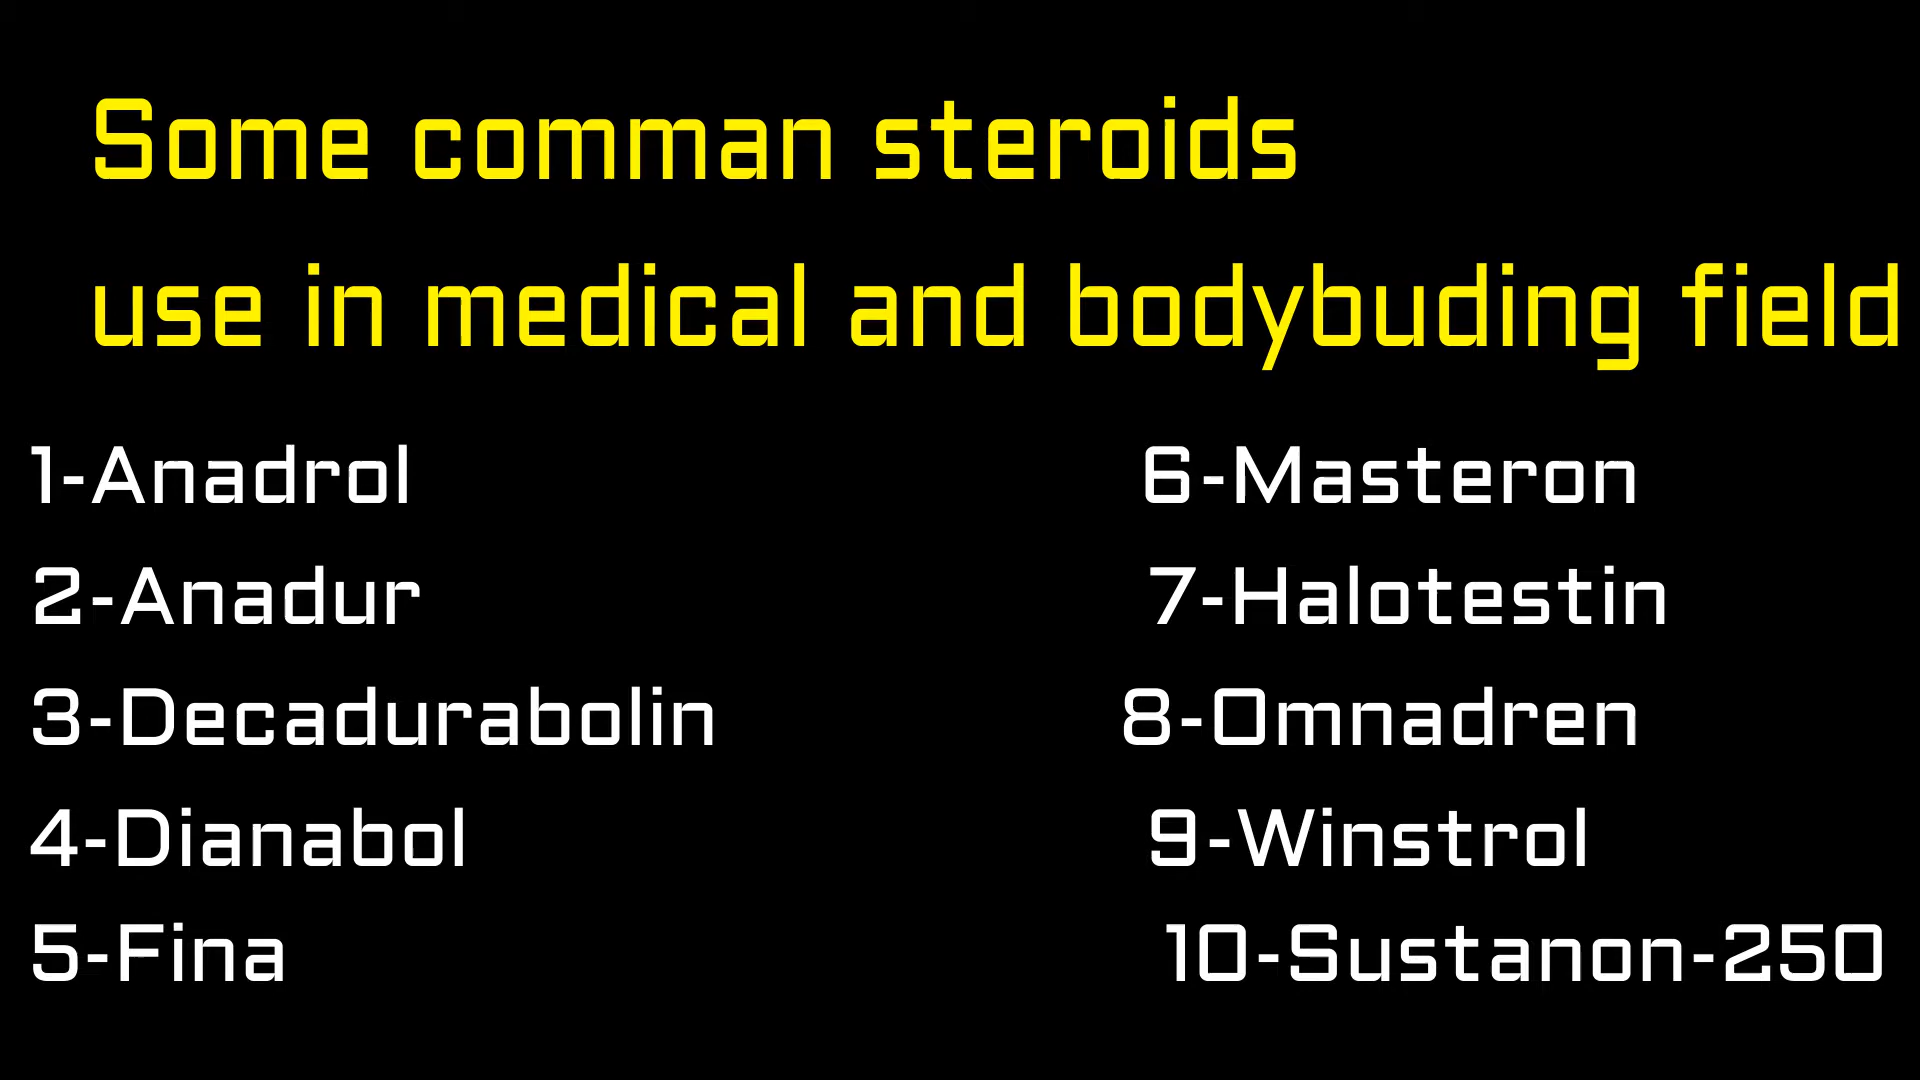 Some comman steroids
use in medical and bodybuding field
1-Anadrol
2-Anadur
3-Decadurabolin
4-Dianabol
5-Fina
6-Masteron
7-Halotestin
8-Omnadren
9-Winstrol
10-Sustanon-250